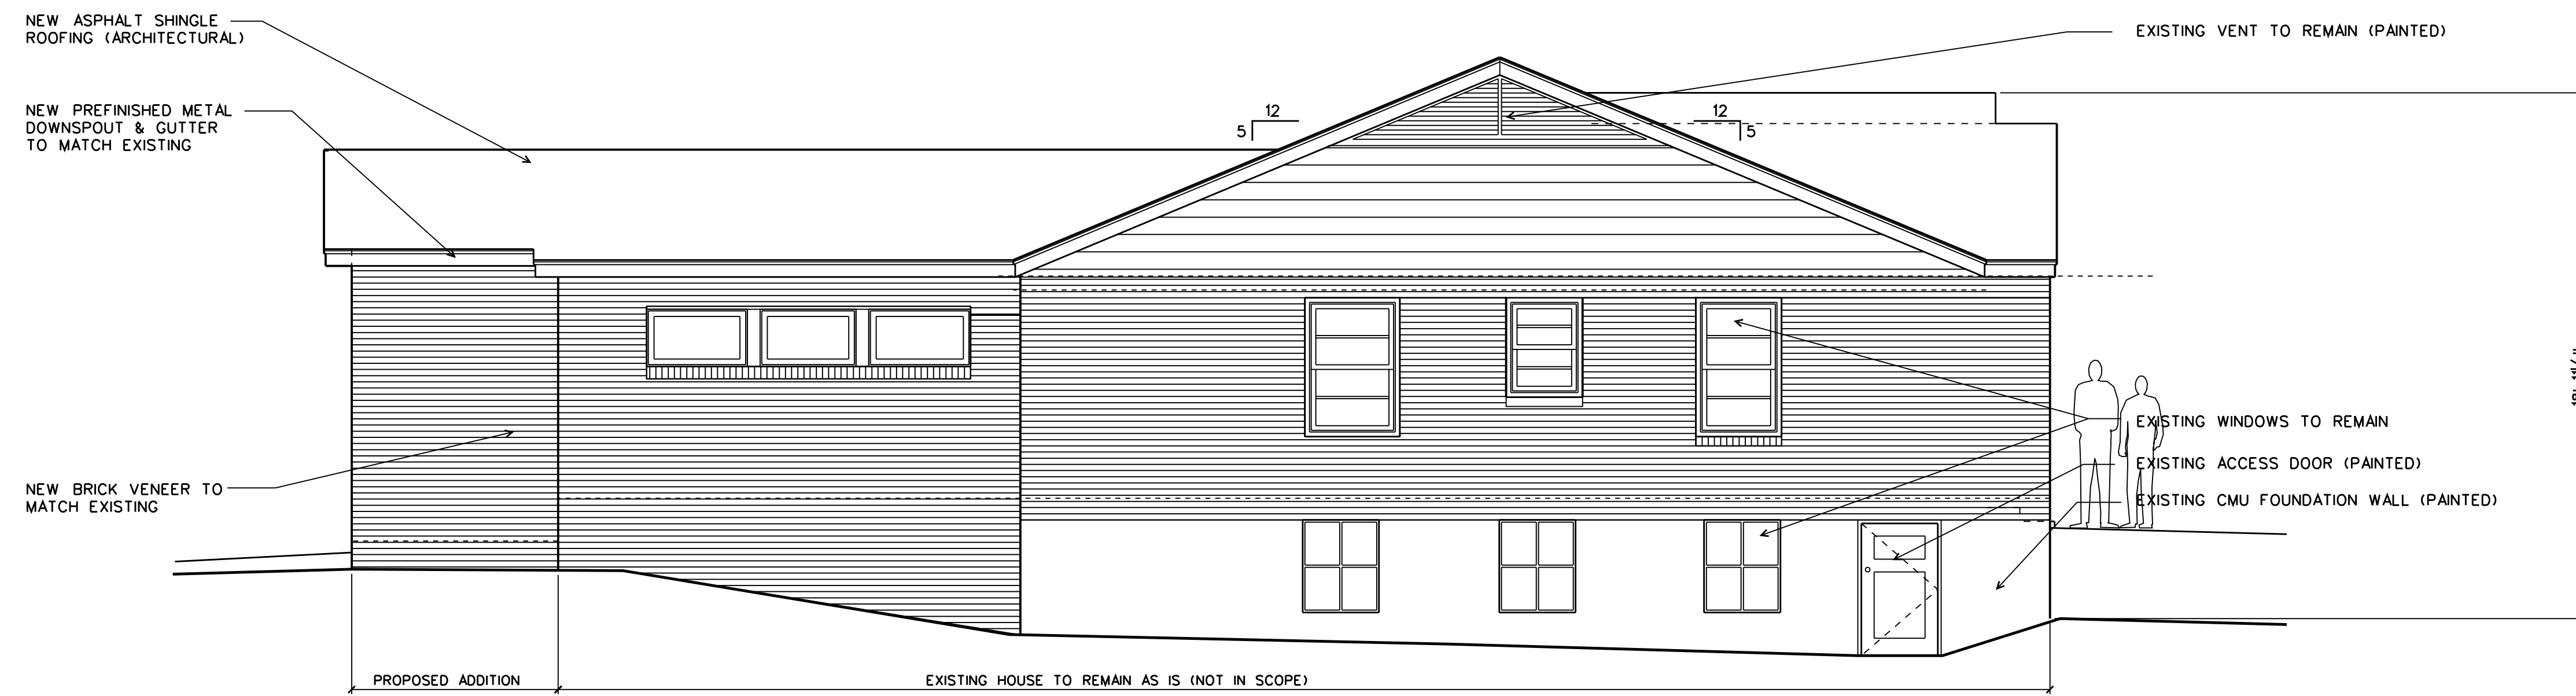 NEW ASPHALT SHINGLE
ROOFING (ARCHITECTURAL)
NEW PREFINISHED METAL
DOWNSPOUT & GUTTER
TO MATCH EXISTING
NEW BRICK VENEER TO
MATCH EXISTING
12
5
12
5
EXISTING VENT TO REMAIN (PAINTED)
EXISTING WINDOWS TO REMAIN
EXISTING ACCESS DOOR (PAINTED)
EXISTING CMU FOUNDATION WALL (PAINTED)
PROPOSED ADDITION
EXISTING HOUSE TO REMAIN AS IS (NOT IN SCOPE)